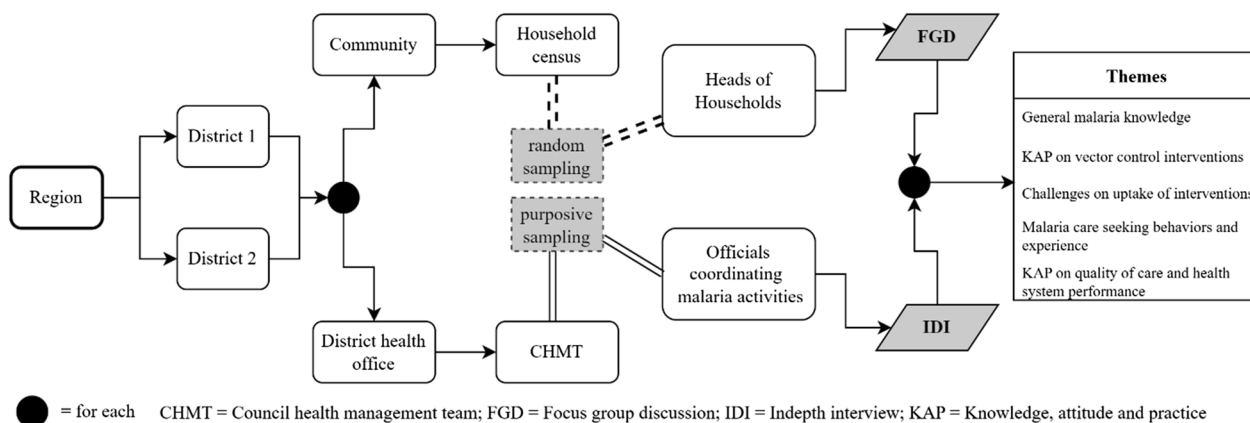 Region
District 1
District 2
Community
District health
office
Household
census
CHMT
random
sampling
purposive
sampling
Heads of
Households
Officials
coordinating
malaria activities
FGD
IDI
Themes
General malaria knowledge
KAP on vector control interventions
Challenges on uptake of interventions
Malaria care seeking behaviors and
experience
KAP on quality of care and health
system performance
= for each CHMT = Council health management team; FGD = Focus group discussion; IDI = Indepth interview; KAP = Knowledge, attitude and practice